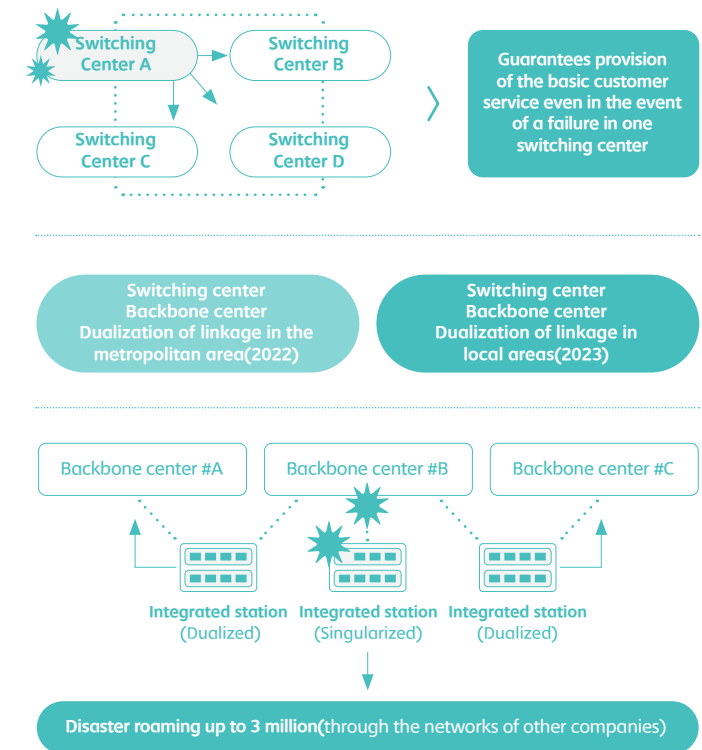 Switching
Center A
Switching
Center B
Switching
Center C
Switching
Center D
Guarantees provision
of the basic customer
service even in the event
of a failure in one
switching center
Switching center
Backbone center
Dualization of linkage in the
metropolitan area(2022)
Switching center
Backbone center
Dualization of linkage in
local areas(2023)
Backbone center #A
Backbone center #B
Backbone center #C
Integrated station
(Dualized)
Integrated station
(Singularized)
Integrated station
(Dualized)
Disaster roaming up to 3 million(through the networks of other companies)